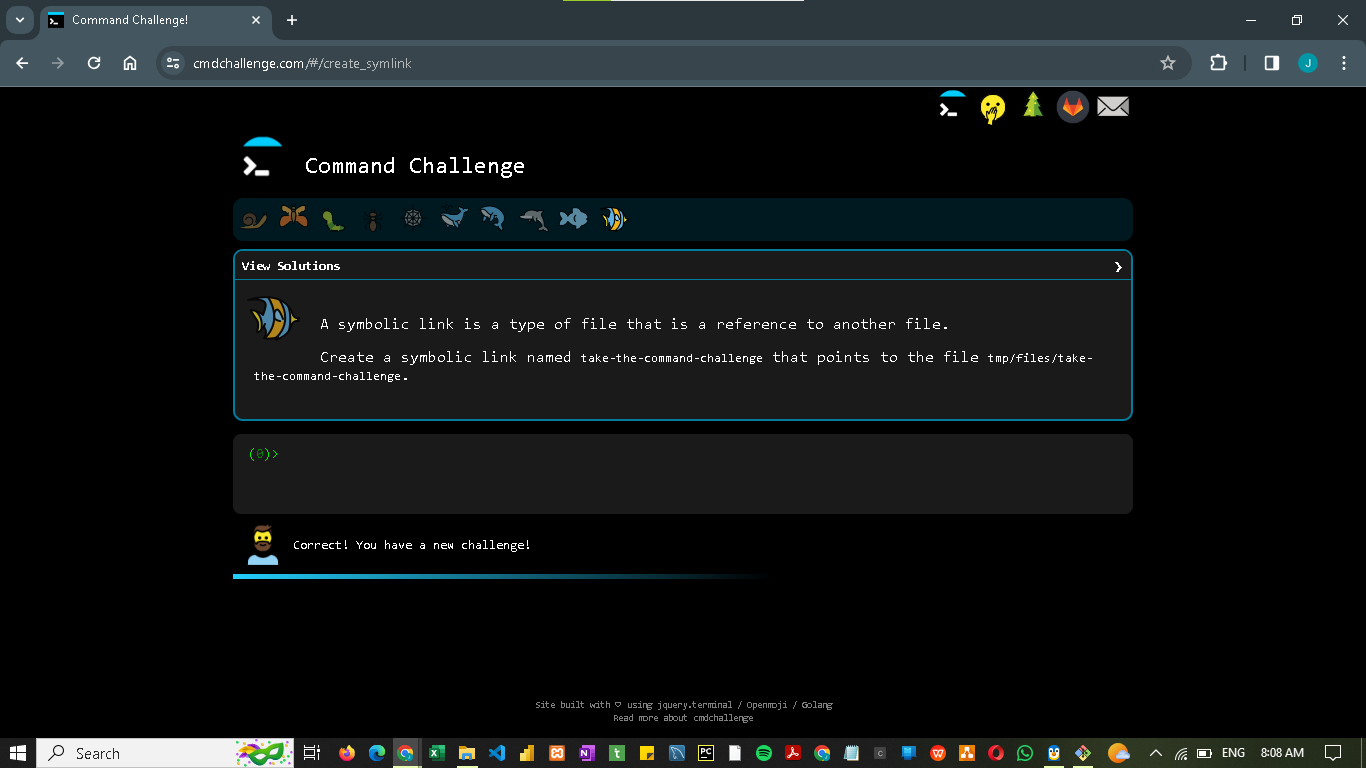 Command Challenge!
cmdchallenge.com/#/create_symlink
J
Command Challenge
View Solutions
A symbolic link is a type of file that is a reference to another file.
Create a symbolic link named take-the-command-challenge that points to the file tmp/files/take-
the-command-challenge.
(0)>
Correct! You have a new challenge!
Site built with ♡ using jquery.terminal / Openmoji / Golang
Read more about cmdchallenge
Search
ENG
8:08 AM